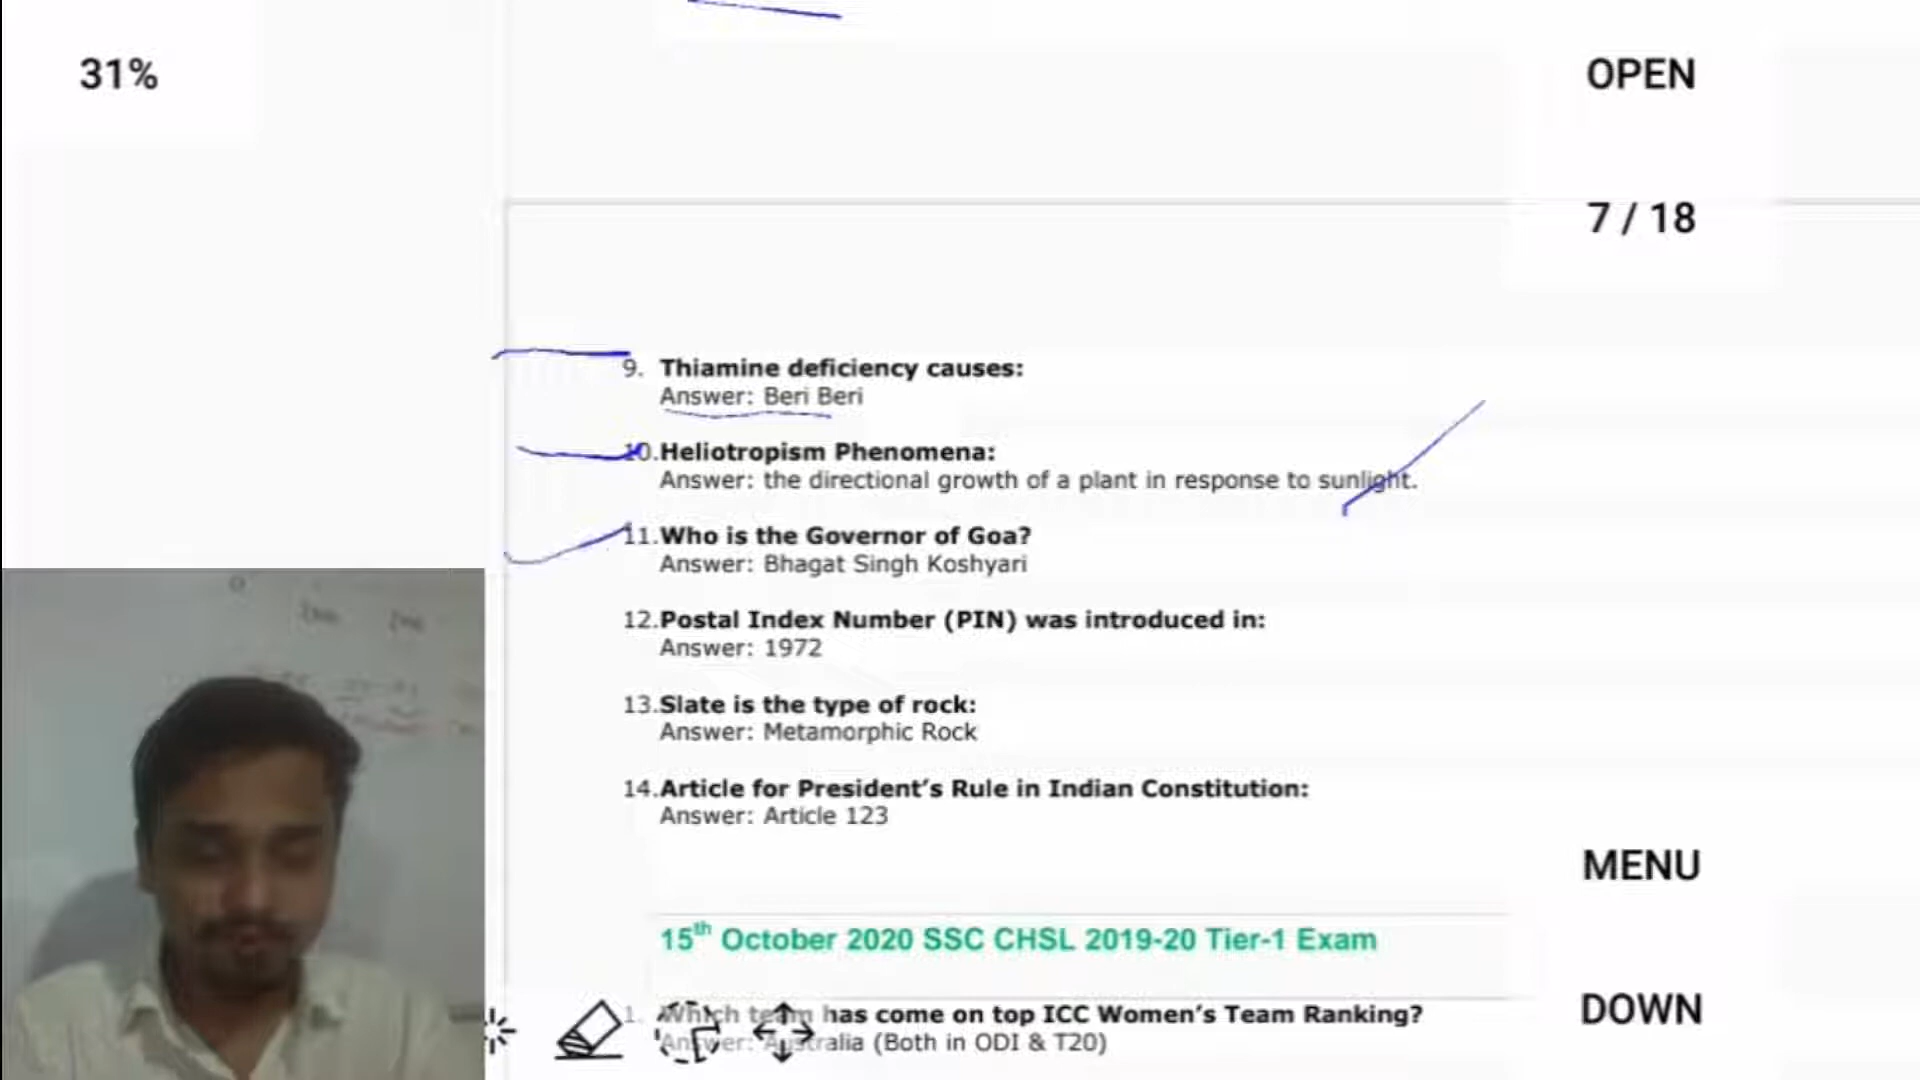 31%
OPEN
7 / 18
9. Thiamine deficiency causes:
Answer: Beri Beri
10. Heliotropism Phenomena:
Answer: the directional growth of a plant in response to sunlight.
11. Who is the Governor of Goa?
Answer: Bhagat Singh Koshyari
12. Postal Index Number (PIN) was introduced in:
Answer: 1972
13. Slate is the type of rock:
Answer: Metamorphic Rock
14. Article for President's Rule in Indian Constitution:
Answer: Article 123
MENU
15th October 2020 SSC CHSL 2019-20 Tier-1 Exam
DOWN
1. Which team has come on top ICC Women's Team Ranking?
Answer: Australia (Both in ODI & T20)